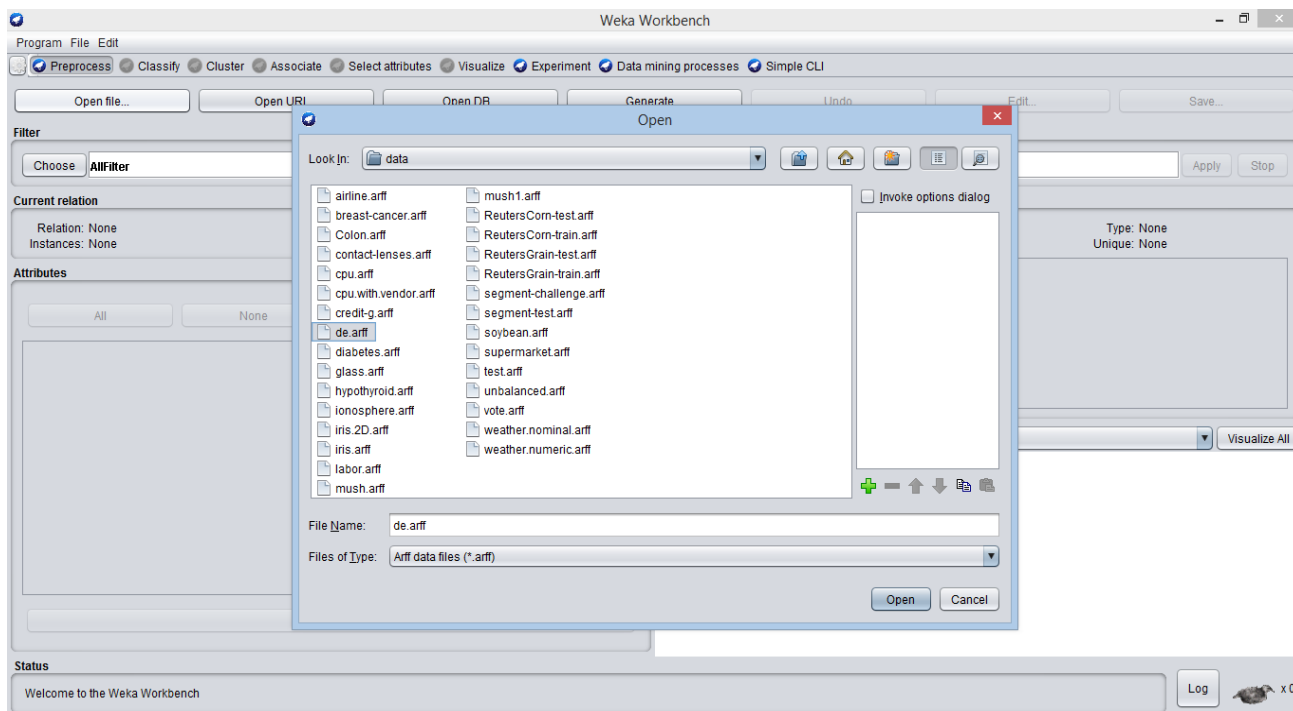 Weka Workbench
Program File Edit
Preprocess Classify Cluster Associate Select attributes Visualize Experiment Data mining processes Simple CLI
Open file... Open URL Open DB Generate Undo Edit... Save...
Open
Filter
Choose AllFilter Apply Stop
Look In: data
Current relation
Relation: None
Instances: None
Type: None
Unique: None
Attributes
All None
airline.arff
breast-cancer.arff
Colon.arff
contact-lenses.arff
cpu.arff
cpu.with.vendor.arff
credit-g.arff
de.arff
diabetes.arff
glass.arff
hypothyroid.arff
ionosphere.arff
iris.2D.arff
iris.arff
labor.arff
mush.arff
mush1.arff
ReutersCorn-test.arff
ReutersCorn-train.arff
ReutersGrain-test.arff
ReutersGrain-train.arff
segment-challenge.arff
segment-test.arff
soybean.arff
supermarket.arff
test.arff
unbalanced.arff
vote.arff
weather.nominal.arff
weather.numeric.arff
Invoke options dialog
Visualize All
File Name: de.arff
Files of Type: Arff data files (*.arff)
Open Cancel
Status
Welcome to the Weka Workbench
Log x 0